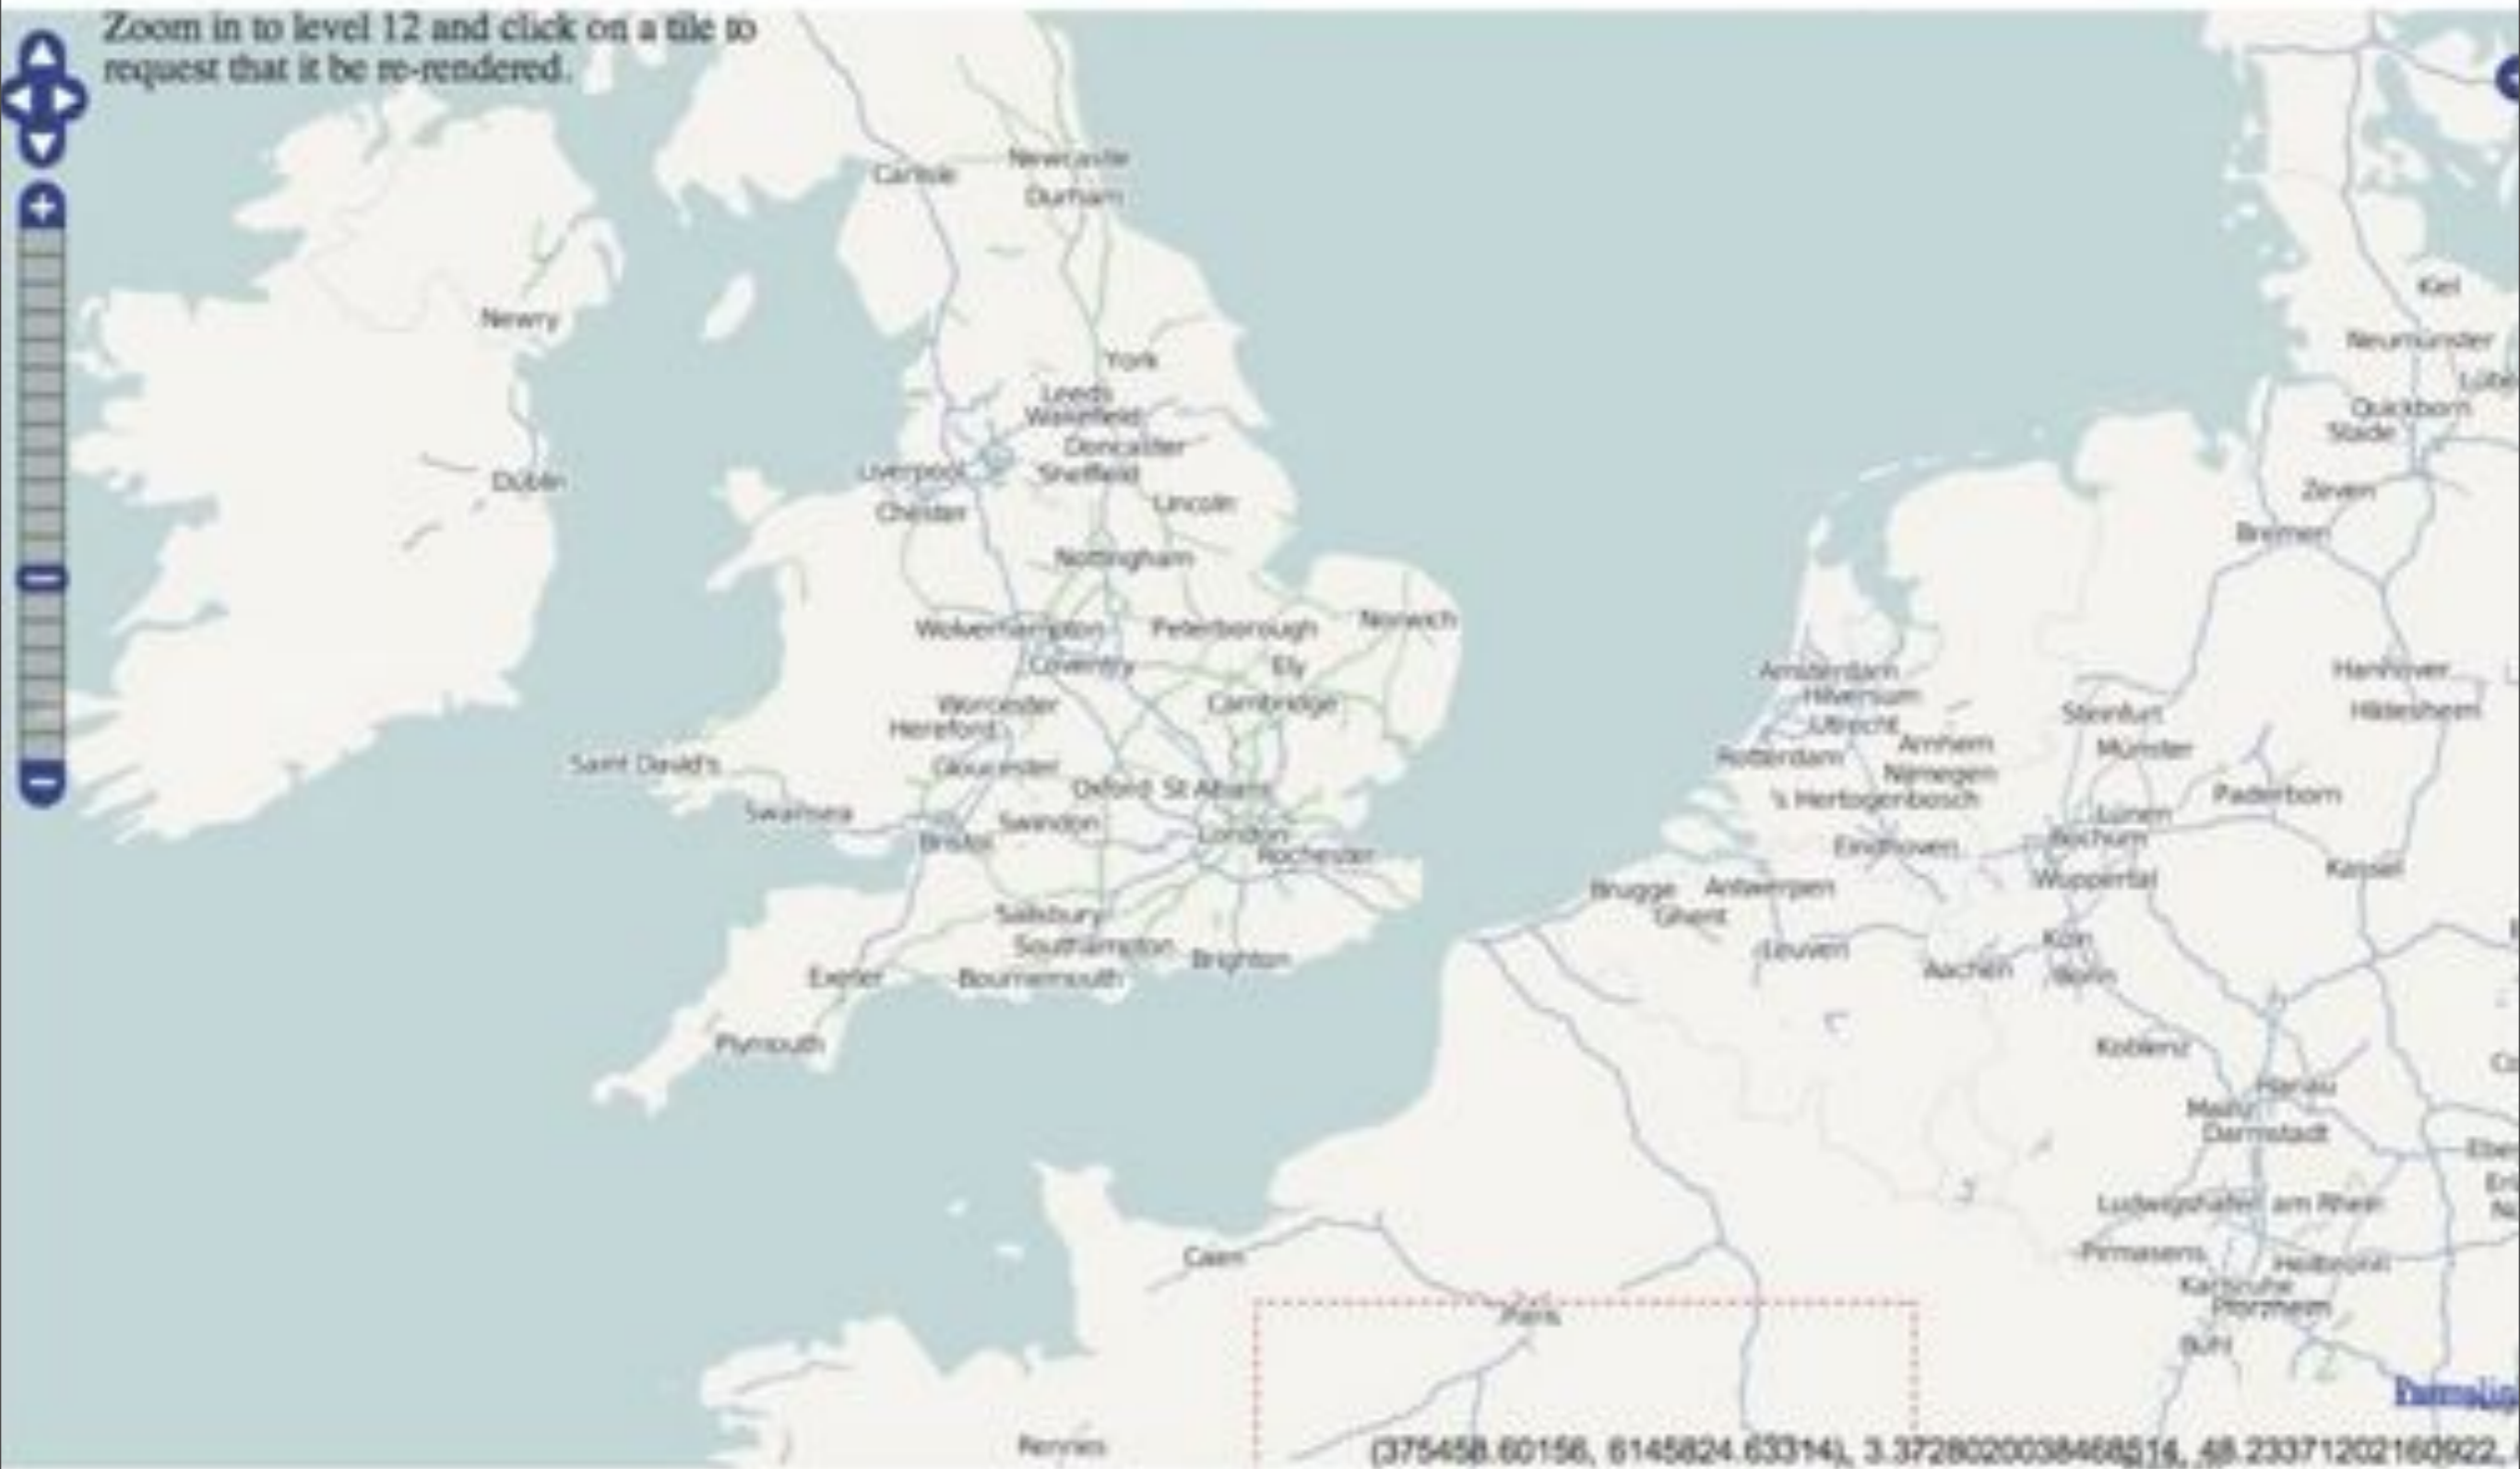 Zoom in to level 12 and click on a tile to
request that it be re-rendered.
Carlisle
Newcastle
Durham
Newry
Kiel
Neumünster
York
Leeds
Wakefield
Doncaster
Quickborn
Stade
Liverpool
Sheffield
Dublin
Zeven
Chester
Lincoln
Bremen
Nottingham
Wolverhampton
Peterborough
Norwich
Coventry
Ely
Amsterdam
Hannover
Hilversum
Worcester
Cambridge
Steinfurt
Hildesheim
Hereford
Utrecht
Arnhem
Münster
Saint David's
Gloucester
Rotterdam
Nijmegen
Oxford
St Albans
's Hertogenbosch
Paderborn
Swansea
Swindon
Lünen
London
Bochum
Bristol
Rochester
Eindhoven
Kassel
Brugge
Antwerpen
Wuppertal
Salisbury
Ghent
Southampton
Brighton
Leuven
Köln
Exeter
Bournemouth
Aachen
Bonn
Plymouth
Koblenz
Hanau
Mainz
Darmstadt
Ludwigshafen am Rhein
Caen
Pirmasens
Heilbronn
Karlsruhe
Pforzheim
Paris
Bühl
Rennes
(375458.60156, 6145824.63314), 3.3728020038468514, 48.23371202160922,